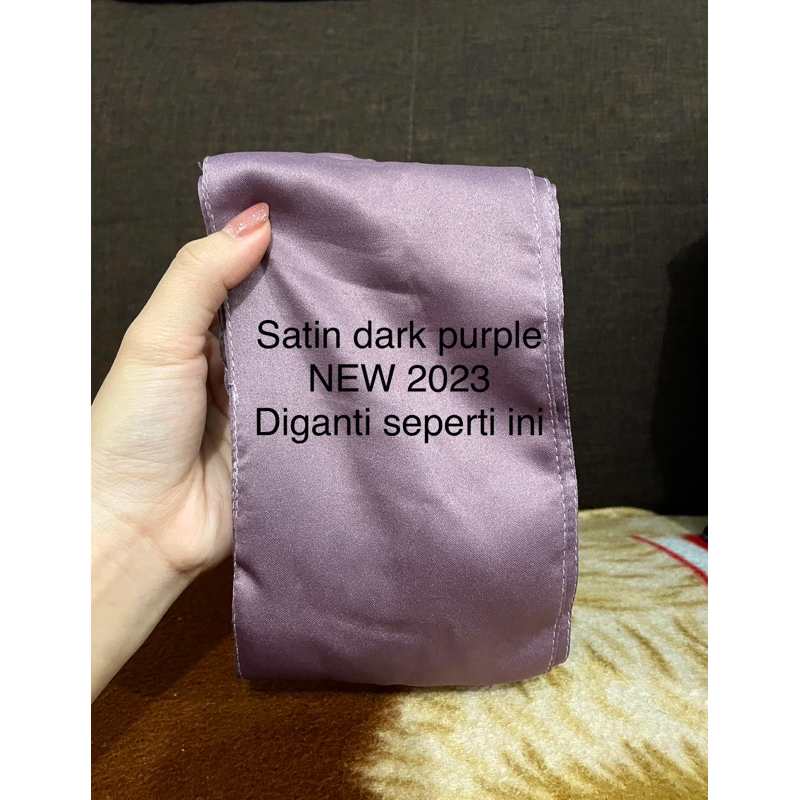 Satin dark purple
NEW 2023
Diganti seperti ini